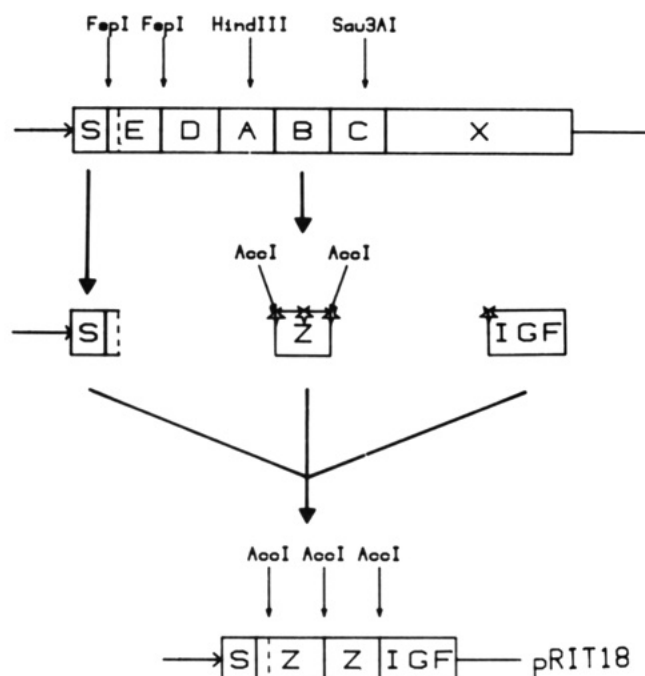 FspI FspI HindIII Sau3AI
S E D A B C X
AccI AccI
S Z IGF
AccI AccI AccI
S Z Z IGF pRIT18